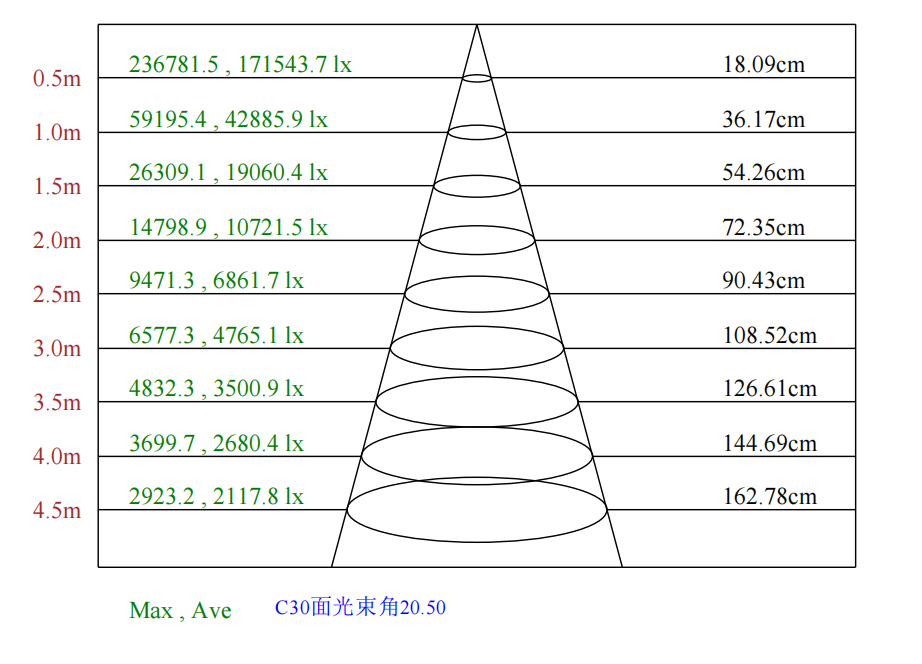 236781.5 , 171543.7 lx 18.09cm
0.5m
59195.4 , 42885.9 lx 36.17cm
1.0m
26309.1 , 19060.4 lx 54.26cm
1.5m
14798.9 , 10721.5 lx 72.35cm
2.0m
9471.3 , 6861.7 lx 90.43cm
2.5m
6577.3 , 4765.1 lx 108.52cm
3.0m
4832.3 , 3500.9 lx 126.61cm
3.5m
3699.7 , 2680.4 lx 144.69cm
4.0m
2923.2 , 2117.8 lx 162.78cm
4.5m
Max , Ave C30面光束角20.50